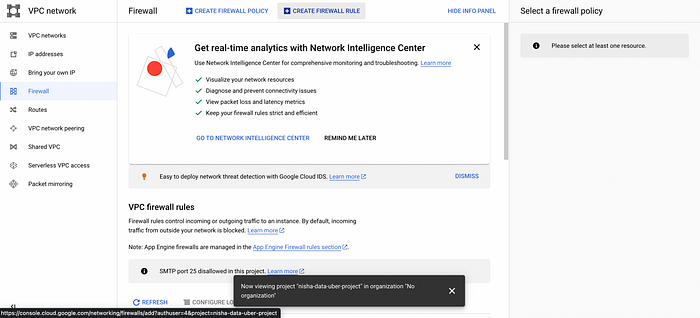 VPC network
Firewall
CREATE FIREWALL POLICY
CREATE FIREWALL RULE
HIDE INFO PANEL
Select a firewall policy
VPC networks
IP addresses
Bring your own IP
Firewall
Routes
VPC network peering
Shared VPC
Serverless VPC access
Packet mirroring
Get real-time analytics with Network Intelligence Center
Use Network Intelligence Center for comprehensive monitoring and troubleshooting. Learn more
Visualize your network resources
Diagnose and prevent connectivity issues
View packet loss and latency metrics
Keep your firewall rules strict and efficient
GO TO NETWORK INTELLIGENCE CENTER
REMIND ME LATER
Please select at least one resource.
Easy to deploy network threat detection with Google Cloud IDS. Learn more
DISMISS
VPC firewall rules
Firewall rules control incoming or outgoing traffic to an instance. By default, incoming
traffic from outside your network is blocked. Learn more
Note: App Engine firewalls are managed in the App Engine Firewall rules section.
SMTP port 25 disallowed in this project. Learn more
REFRESH
CONFIGURE LO
Now viewing project "nisha-data-uber-project" in organization "No
organization"
https://console.cloud.google.com/networking/firewalls/add?authuser=4&project=nisha-data-uber-project